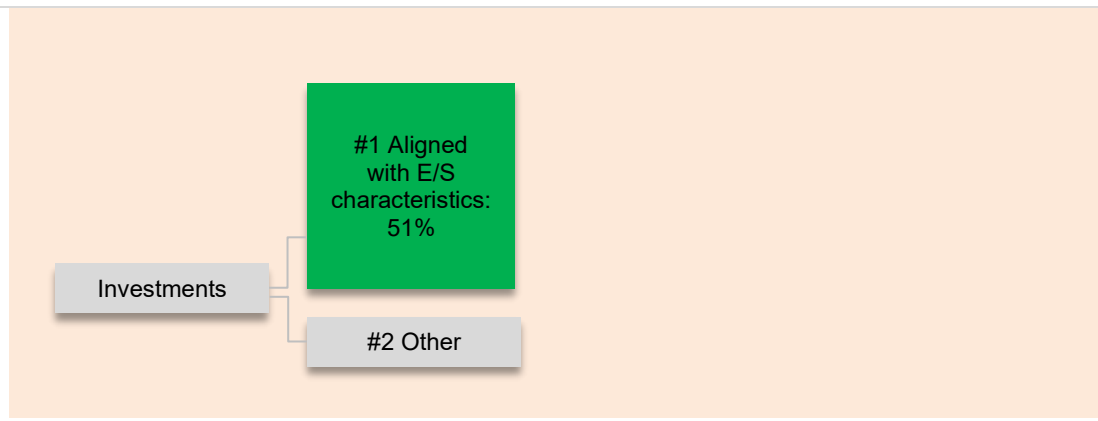 #1 Aligned
with E/S
characteristics:
51%
Investments
#2 Other